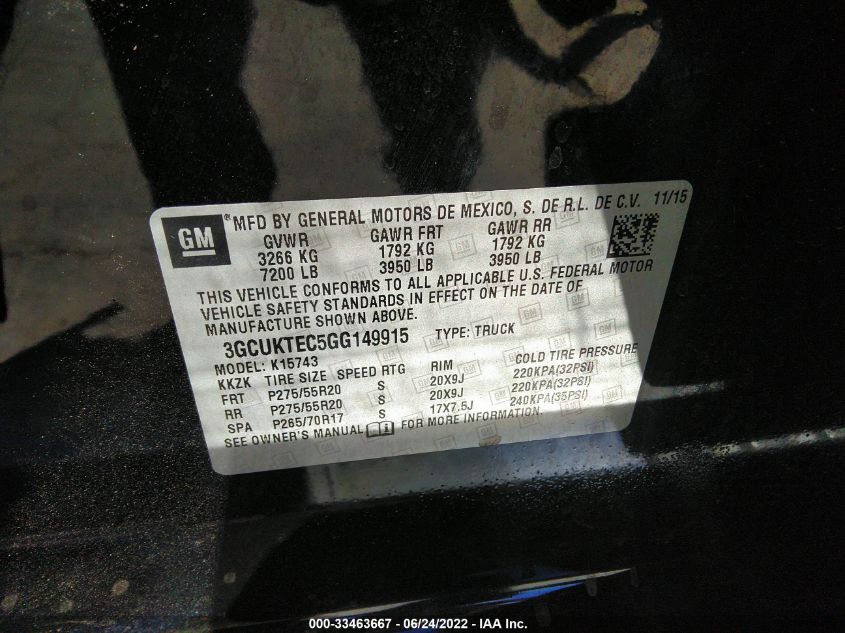 GM ® MFD BY GENERAL MOTORS DE MEXICO, S. DE R.L. DE C.V. 11/15
GVWR GAWR FRT GAWR RR
3266 KG 1792 KG 1792 KG
7200 LB 3950 LB 3950 LB
THIS VEHICLE CONFORMS TO ALL APPLICABLE U.S. FEDERAL MOTOR
VEHICLE SAFETY STANDARDS IN EFFECT ON THE DATE OF
MANUFACTURE SHOWN ABOVE.
3GCUKTEC5GG149915 TYPE: TRUCK
MODEL: K15743
KKZK TIRE SIZE SPEED RTG RIM COLD TIRE PRESSURE
FRT P275/55R20 S 20X9J 220KPA(32PSI)
RR P275/55R20 S 20X9J 220KPA(32PSI)
SPA P265/70R17 S 17X7.5J 240KPA(35PSI)
SEE OWNER'S MANUAL FOR MORE INFORMATION.
000-33463667 - 06/24/2022 - IAA Inc.